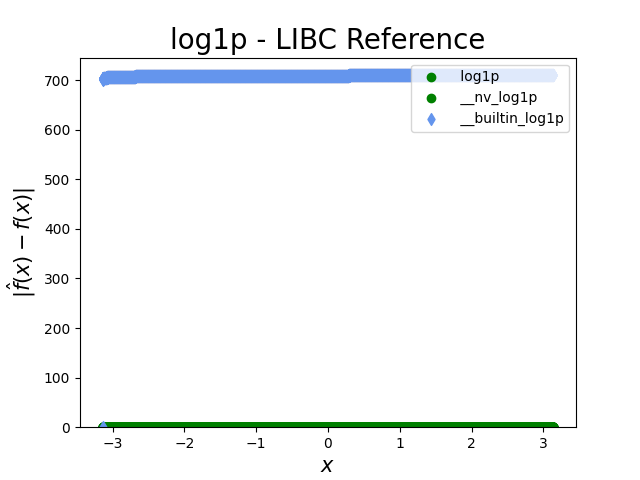 log1p - LIBC Reference
|f̂(x) − f(x)|
700
600
500
400
300
200
100
0
log1p
__nv_log1p
__builtin_log1p
−3
−2
−1
0
1
2
3
x